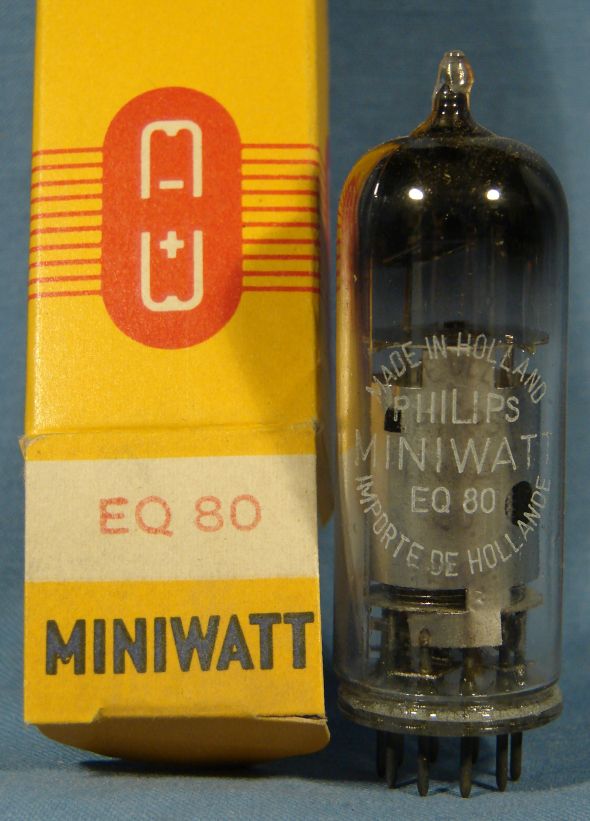 EQ 80
MINIWATT
MADE IN HOLLAND
PHILIPS
MINIWATT
EQ 80
IMPORTE DE HOLLANDE